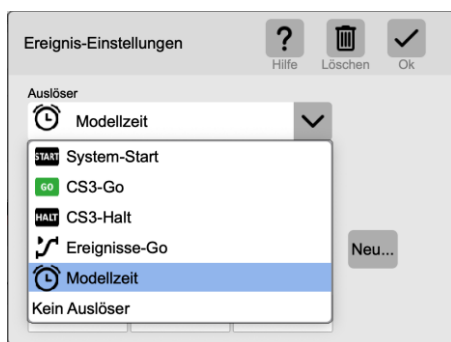 Ereignis-Einstellungen
?
Hilfe
Löschen
Ok
Auslöser
Modellzeit
START System-Start
GO CS3-Go
HALT CS3-Halt
Ereignisse-Go
Neu...
Modellzeit
Kein Auslöser